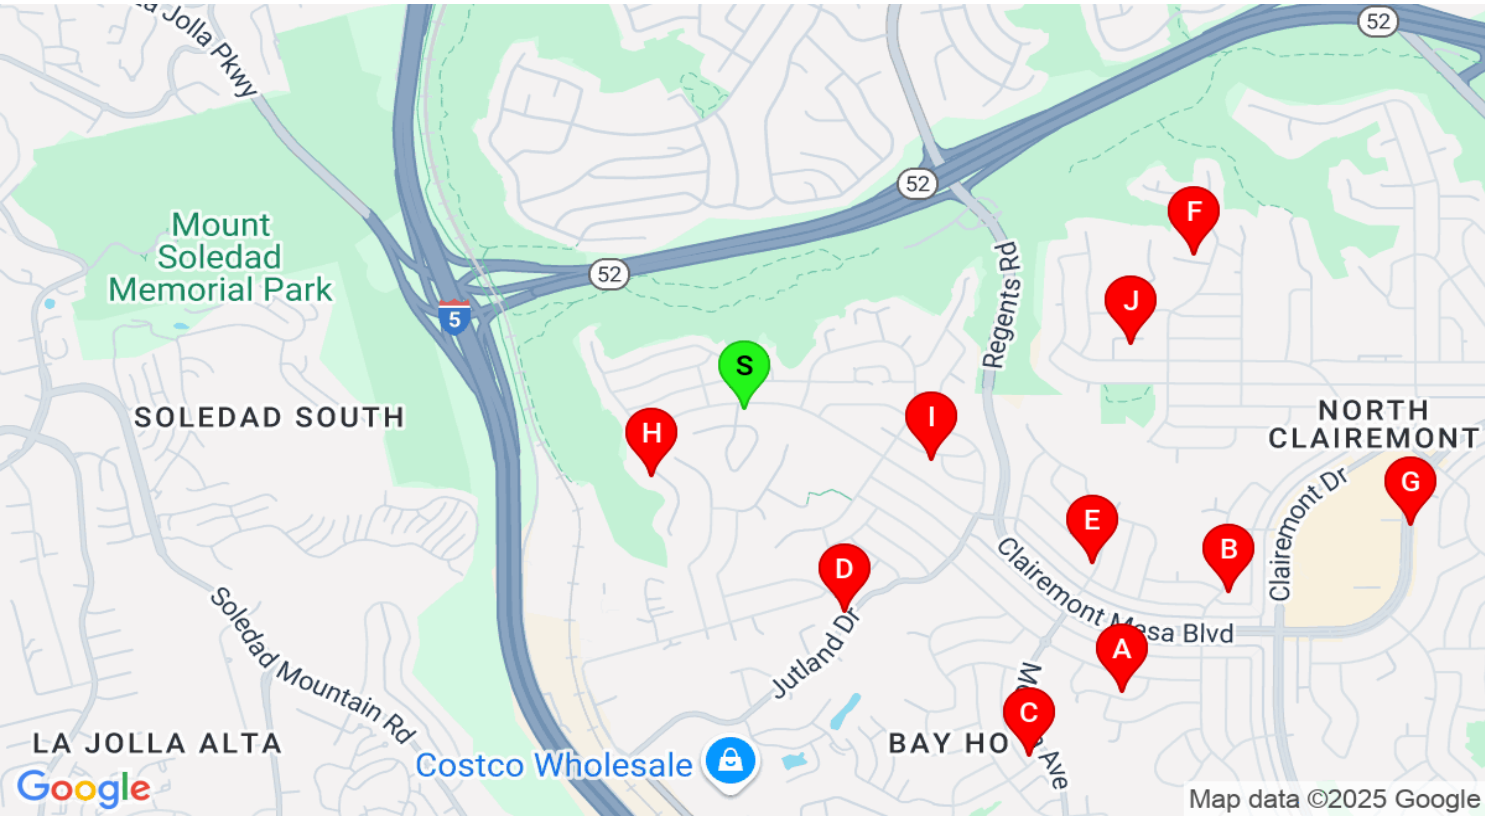 La Jolla Pkwy
52
52
52
Mount
Soledad
Memorial Park
5
Regents Rd
F
J
S
H
I
SOLEDAD SOUTH
NORTH
CLAIREMONT
G
E
B
D
Clairemont Dr
Clairemont Mesa Blvd
A
Soledad Mountain Rd
Jutland Dr
C
Ave
LA JOLLA ALTA
BAY HO
Costco Wholesale
Google
Map data ©2025 Google